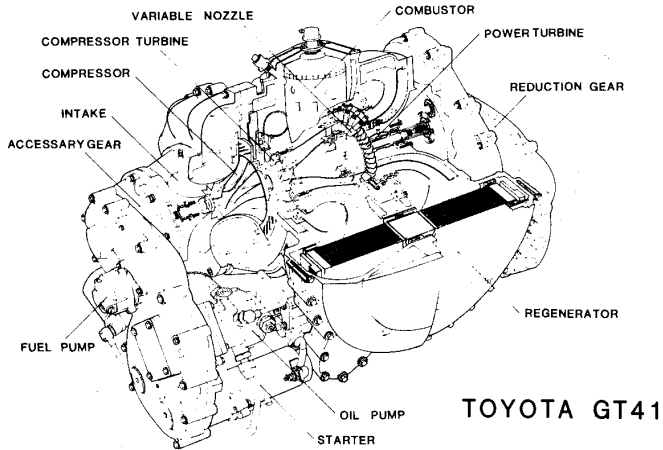 VARIABLE NOZZLE
COMBUSTOR
COMPRESSOR TURBINE
POWER TURBINE
COMPRESSOR
REDUCTION GEAR
INTAKE
ACCESSARY GEAR
REGENERATOR
FUEL PUMP
OIL PUMP
TOYOTA GT41
STARTER